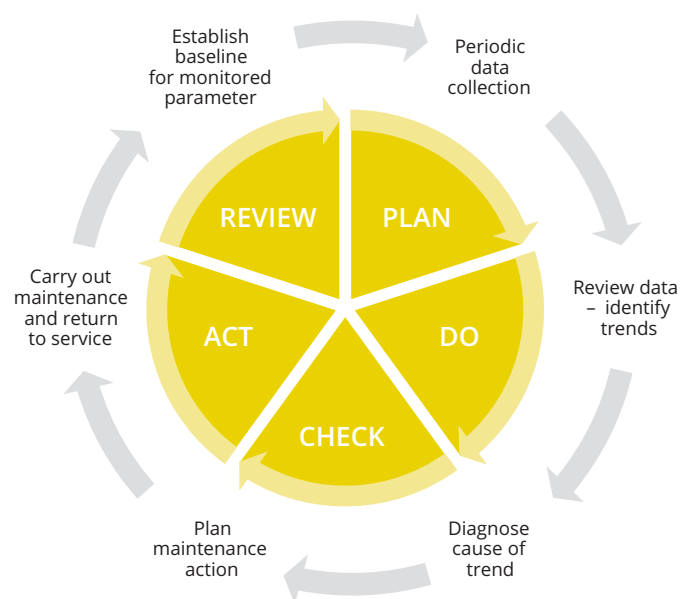 Establish
baseline
for monitored
parameter
Periodic
data
collection
REVIEW
PLAN
Carry out
maintenance
and return
to service
Review data
– identify
trends
ACT
DO
CHECK
Plan
maintenance
action
Diagnose
cause of
trend